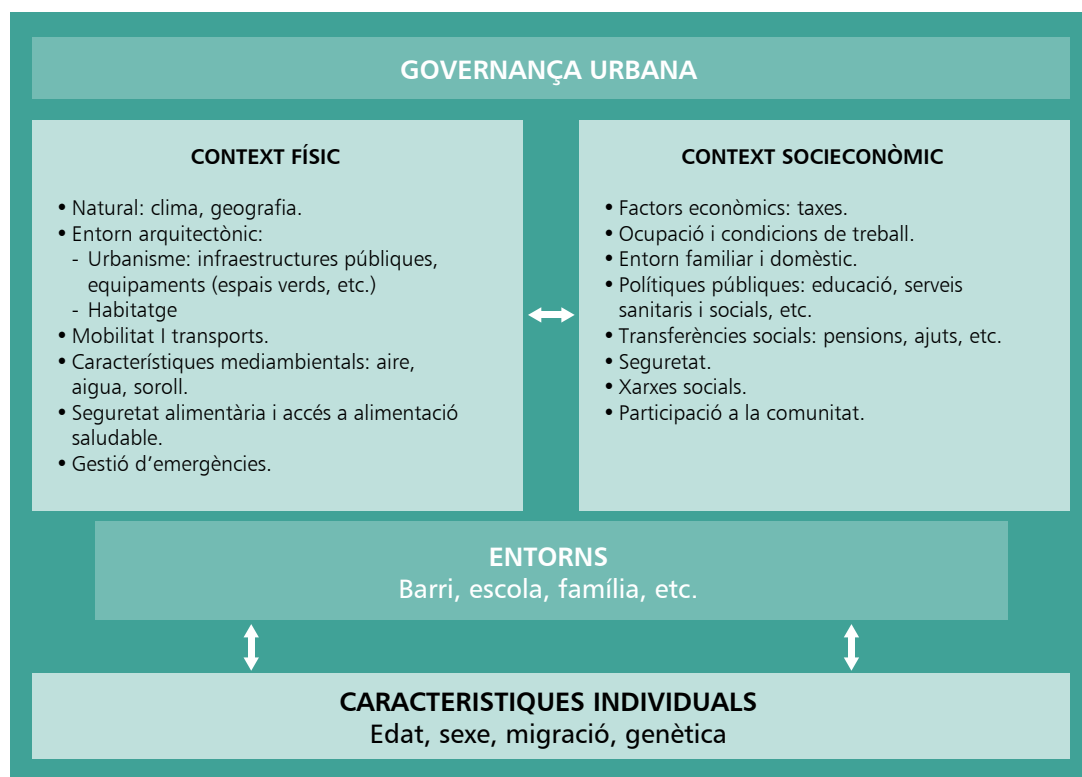 GOVERNANÇA URBANA
CONTEXT FÍSIC
• Natural: clima, geografia.
• Entorn arquitectònic:
- Urbanisme: infraestructures públiques,
equipaments (espais verds, etc.)
- Habitatge
• Mobilitat I transports.
• Característiques mediambientals: aire,
aigua, soroll.
• Seguretat alimentària i accés a alimentació
saludable.
• Gestió d’emergències.
CONTEXT SOCIECONÒMIC
• Factors econòmics: taxes.
• Ocupació i condicions de treball.
• Entorn familiar i domèstic.
• Polítiques públiques: educació, serveis
sanitaris i socials, etc.
• Transferències socials: pensions, ajuts, etc.
• Seguretat.
• Xarxes socials.
• Participació a la comunitat.
ENTORNS
Barri, escola, família, etc.
CARACTERISTIQUES INDIVIDUALS
Edat, sexe, migració, genètica